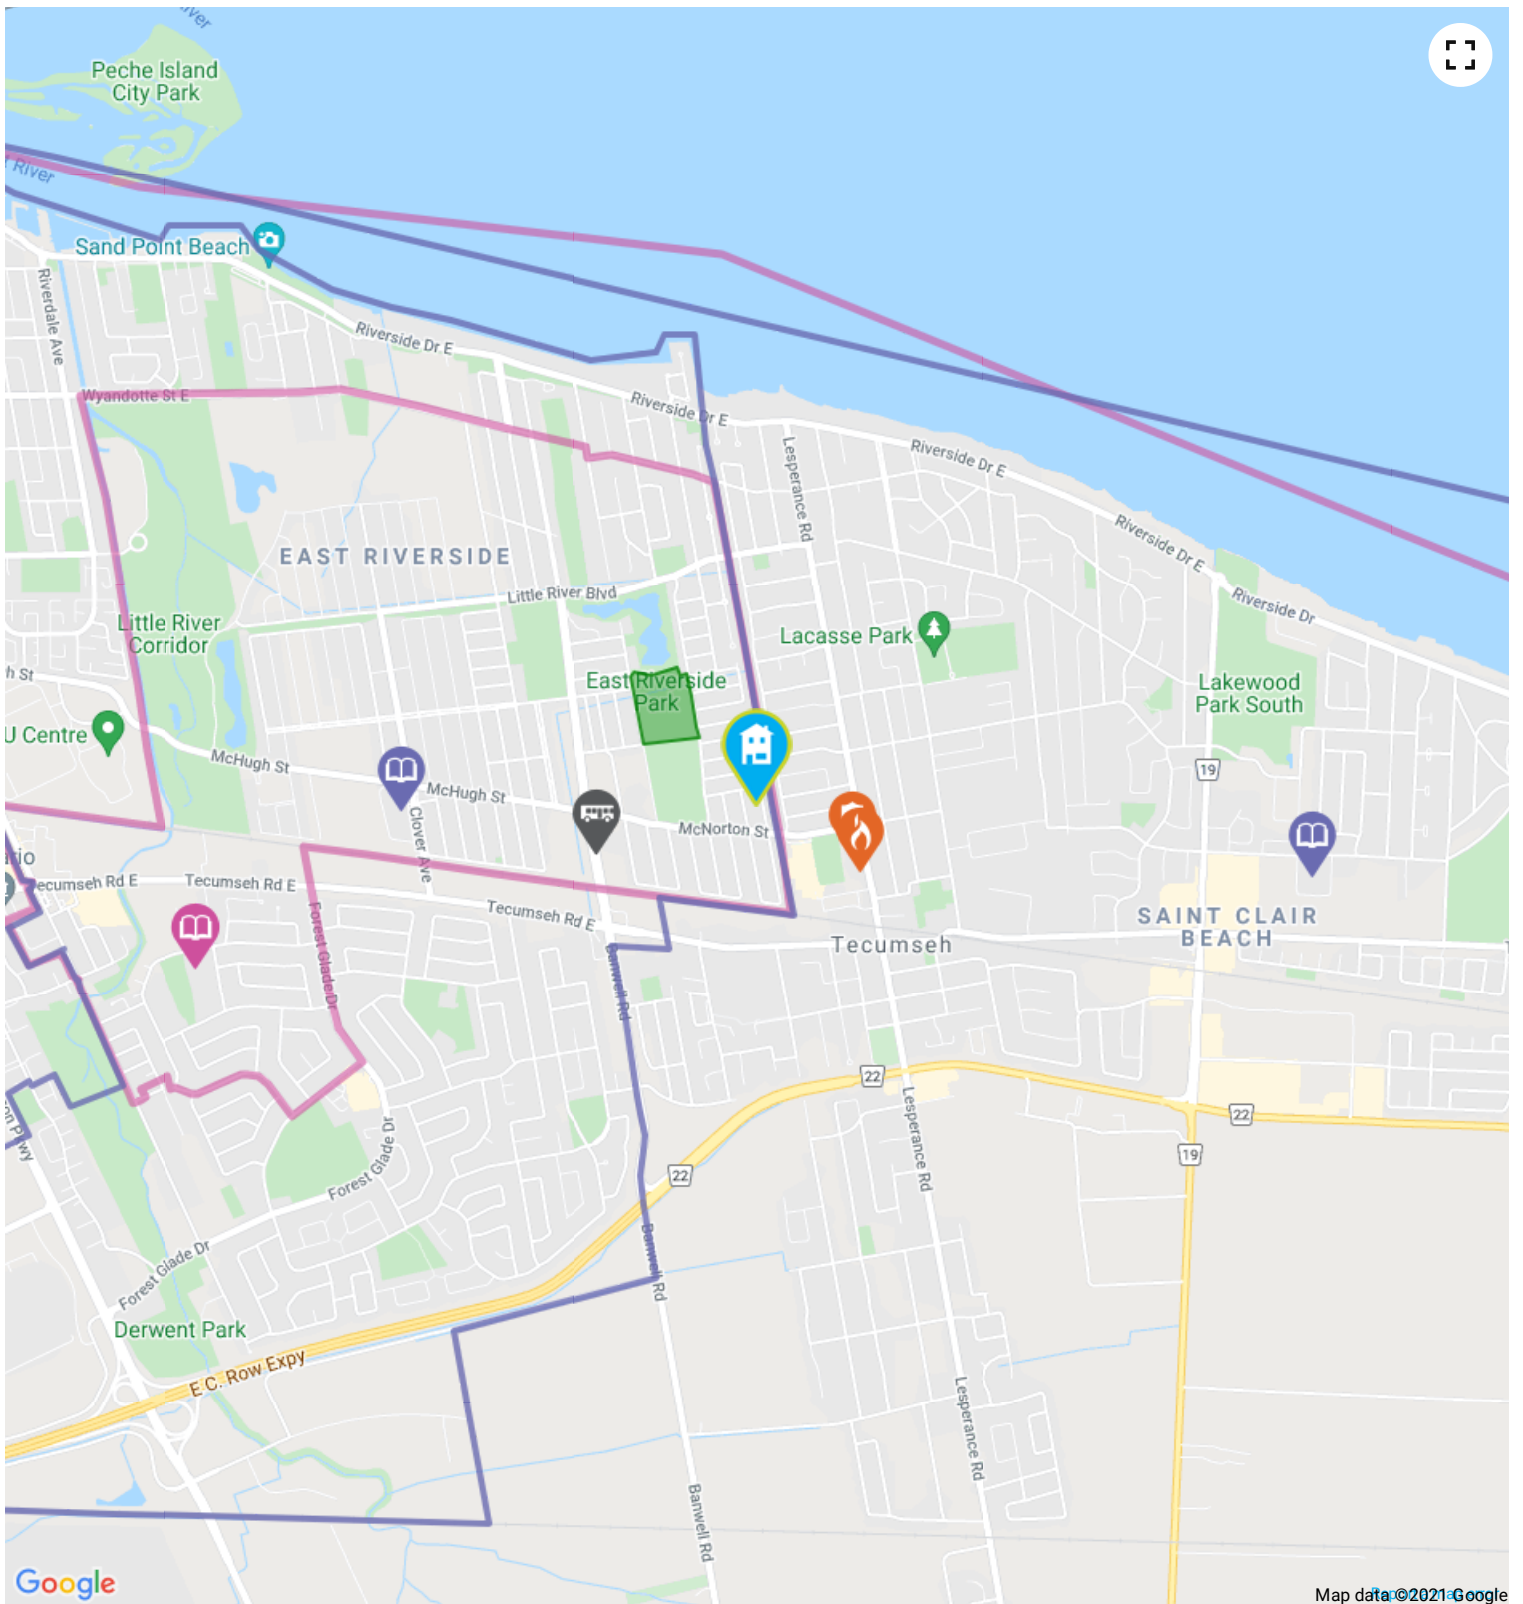 River
Peche Island
City Park
River
Sand Point Beach
Riverdale Ave
Riverside Dr E
Wyandotte St E
Riverside Dr E
Lesperance Rd
Riverside Dr E
Riverside Dr E
EAST RIVERSIDE
Little River Blvd
Riverside Dr
Little River
Corridor
Lacasse Park
h St
East Riverside
Park
Lakewood
Park South
U Centre
McHugh St
19
McHugh St
Clover Ave
McNorton St
ario
ecumseh Rd E
Tecumseh Rd E
Tecumseh Rd E
Forest Glade Dr
SAINT CLAIR
BEACH
Tecumseh
Banwell Rd
22
22
Lesperance Rd
on Pkwy
Forest Glade Dr
19
22
Banwell Rd
Forest Glade Dr
Derwent Park
E C. Row Expy
Lesperance Rd
Banwell Rd
Google
Map data ©2021 Google